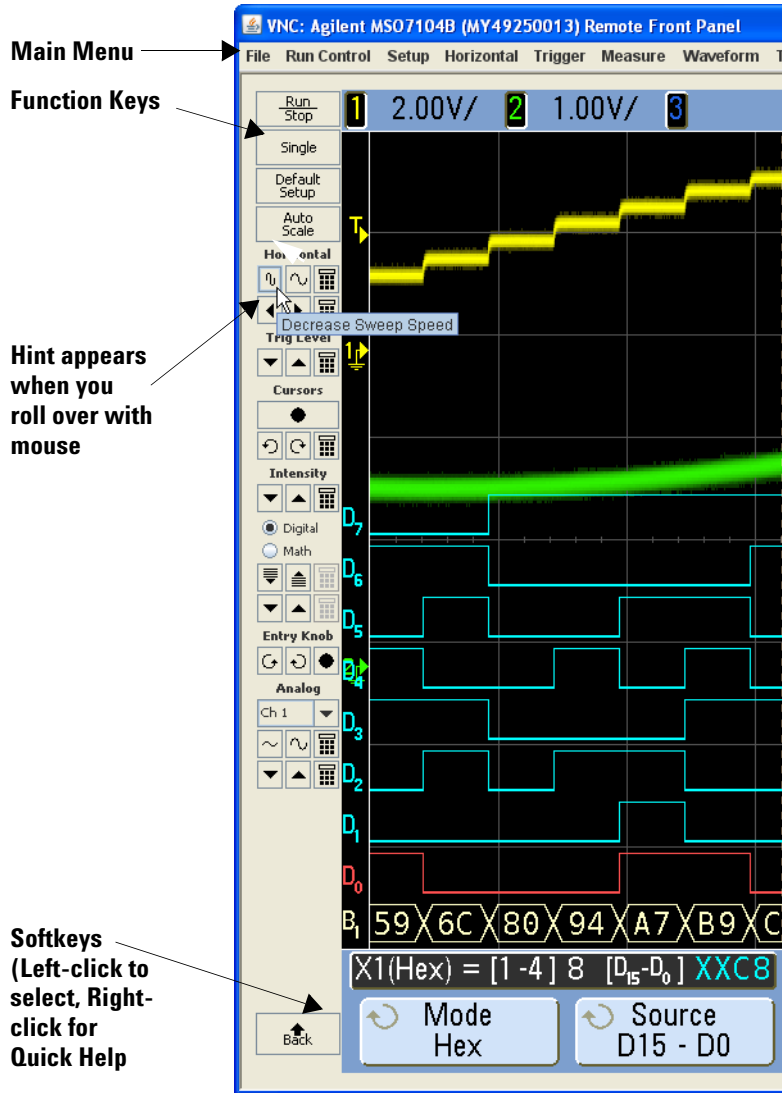 VNC: Agilent MSO7104B (MY49250013) Remote Front Panel
Main Menu
File Run Control Setup Horizontal Trigger Measure Waveform
Function Keys
Run
Stop
1 2.00V/ 2 1.00V/ 3
Single
Default
Setup
Auto
Scale
T
Horizontal
Decrease Sweep Speed
Trig Level
1
Hint appears
when you
roll over with
mouse
Cursors
Intensity
Digital
Math
Entry Knob
Analog
Ch 1
D7
D6
D5
D4
D3
D2
D1
D0
B1 59 6C 80 94 A7 B9 C
Softkeys
(Left-click to
select, Right-
click for
Quick Help
X1(Hex) = [1 -4] 8 [D15-D0] XXC8
Back
Mode
Hex
Source
D15 - D0